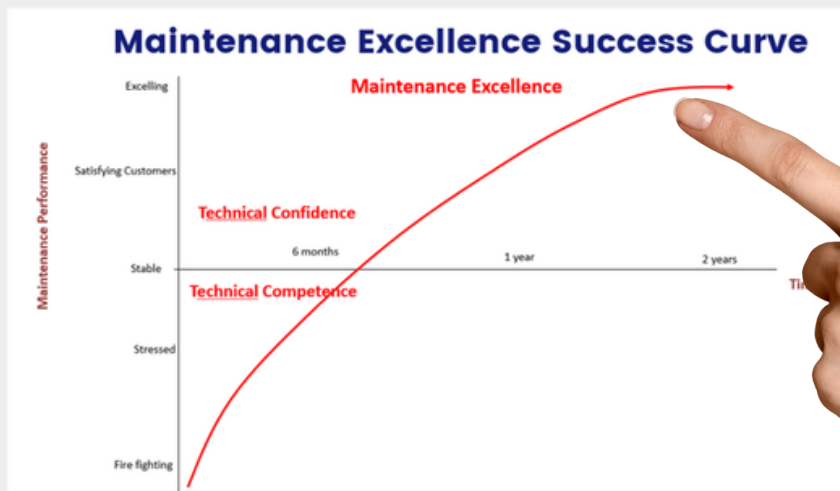 Maintenance Excellence Success Curve
Excelling
Maintenance Excellence
Satisfying Customers
Maintenance Performance
Technical Confidence
6 months
1 year
2 years
Stable
Technical Competence
Stressed
Fire fighting